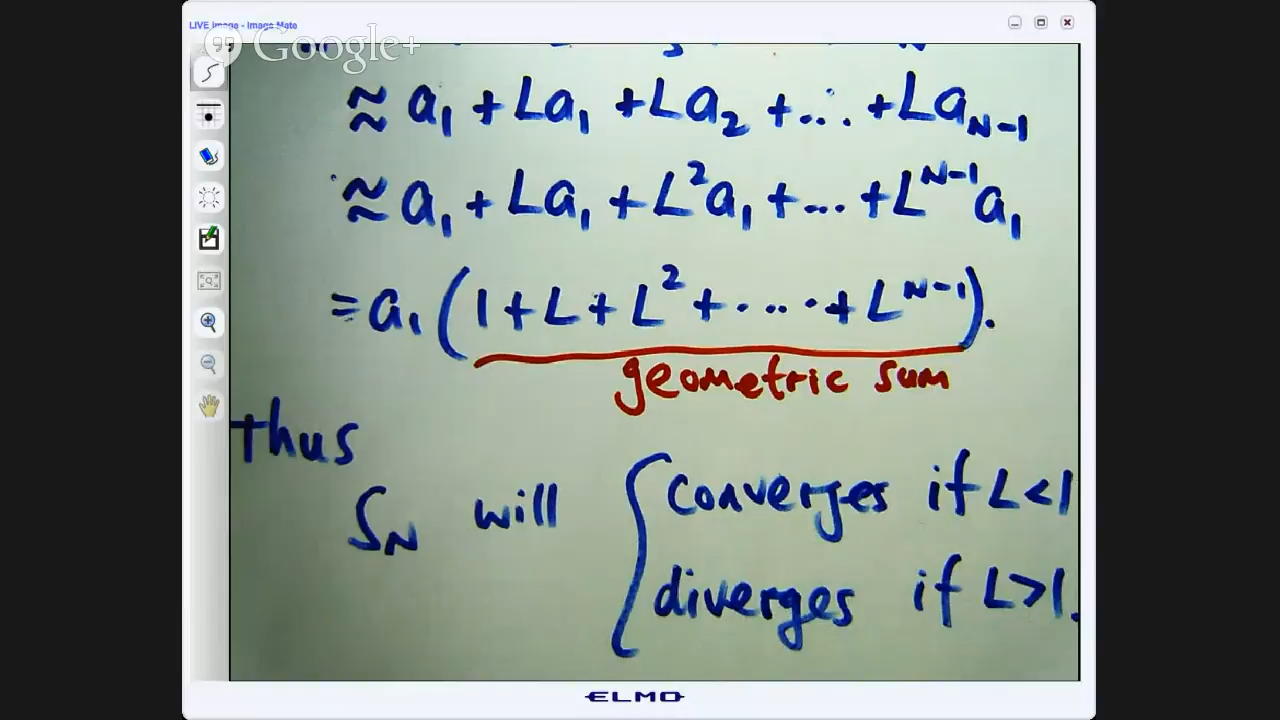 LIVE Image - Image Mate
Google+
≈ a₁ + La₁ + La₂ + ... + Laₙ₋₁
≈ a₁ + La₁ + L²a₁ + ... + Lᴺ⁻¹a₁
= a₁ (1 + L + L² + ..... + Lᴺ⁻¹).
geometric sum
thus
Sɴ will { converges if L < 1
diverges if L > 1.
ELMO